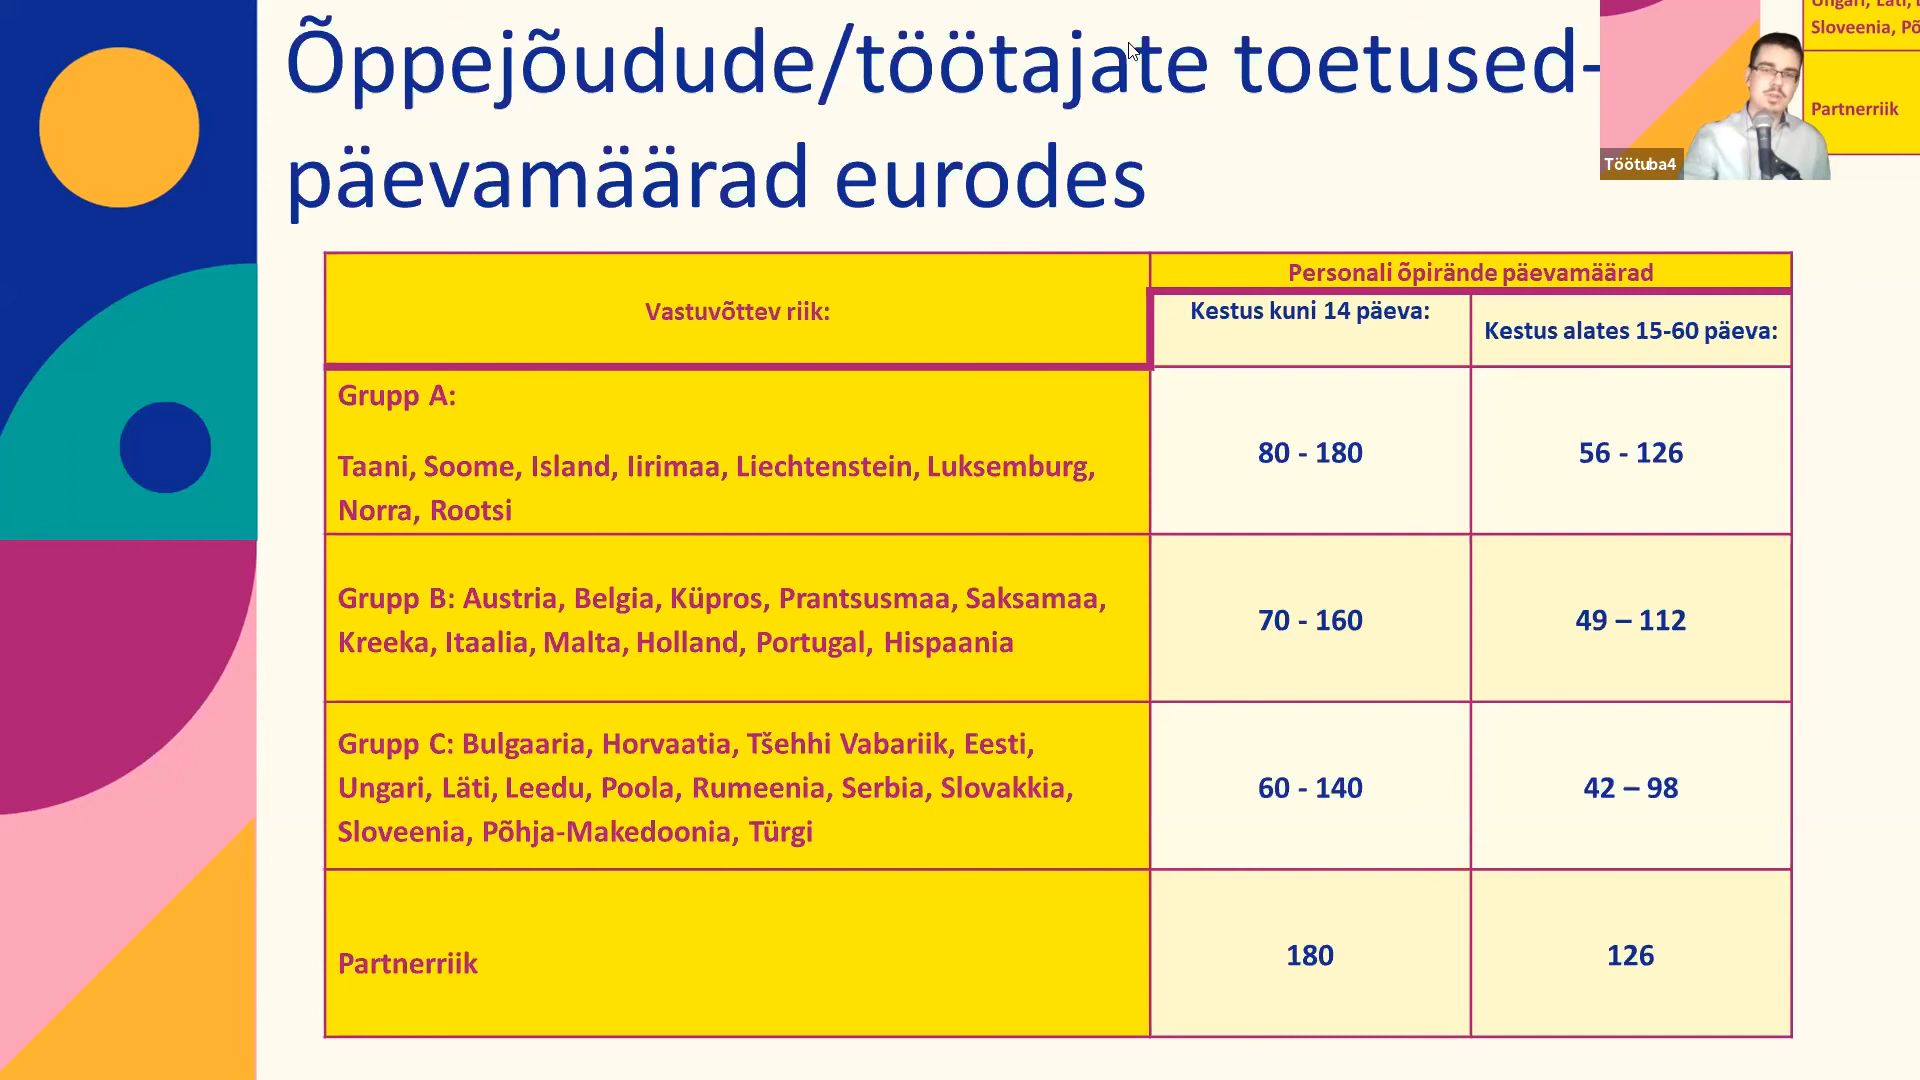 Õppejõudude/töötajate toetused-
päevamäärad eurodes
Sloveenia, Põ
Partnerriik
Töötuba4
Vastuvõttev riik:
Personali õpirände päevamäärad
Kestus kuni 14 päeva:
Kestus alates 15-60 päeva:
Grupp A:
Taani, Soome, Island, Iirimaa, Liechtenstein, Luksemburg,
Norra, Rootsi
80 - 180
56 - 126
Grupp B: Austria, Belgia, Küpros, Prantsusmaa, Saksamaa,
Kreeka, Itaalia, Malta, Holland, Portugal, Hispaania
70 - 160
49 – 112
Grupp C: Bulgaaria, Horvaatia, Tšehhi Vabariik, Eesti,
Ungari, Läti, Leedu, Poola, Rumeenia, Serbia, Slovakkia,
Sloveenia, Põhja-Makedoonia, Türgi
60 - 140
42 – 98
Partnerriik
180
126